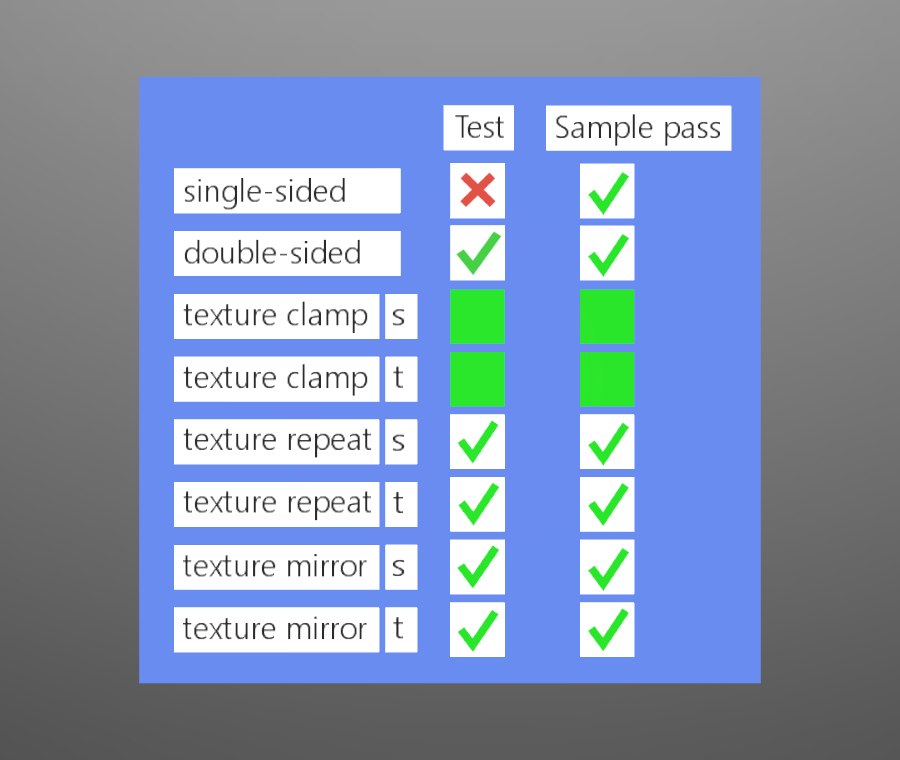 Test Sample pass
single-sided
double-sided
texture clamp s
texture clamp t
texture repeat s
texture repeat t
texture mirror s
texture mirror t